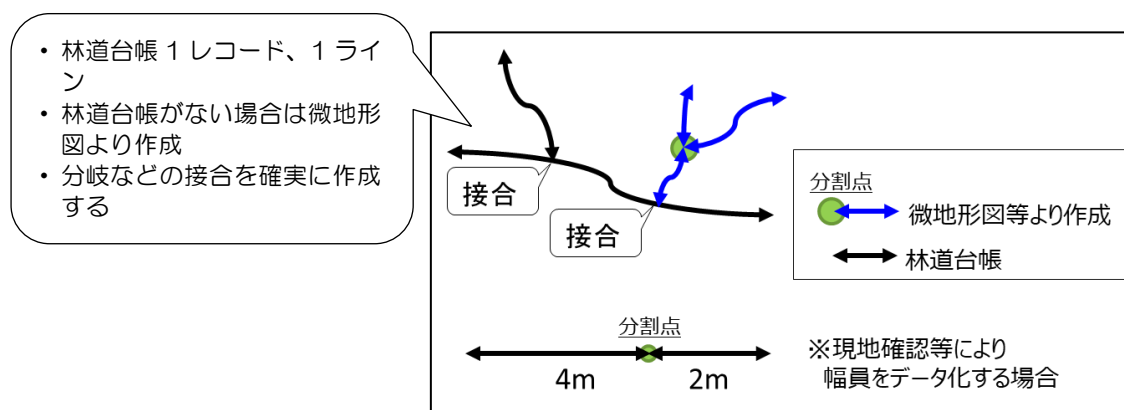 ・林道台帳 1 レコード、1 ライ
ン
・林道台帳がない場合は微地形
図より作成
・分岐などの接合を確実に作成
する
接合
接合
分割点
微地形図等より作成
林道台帳
分割点
4m
2m
※現地確認等により
幅員をデータ化する場合